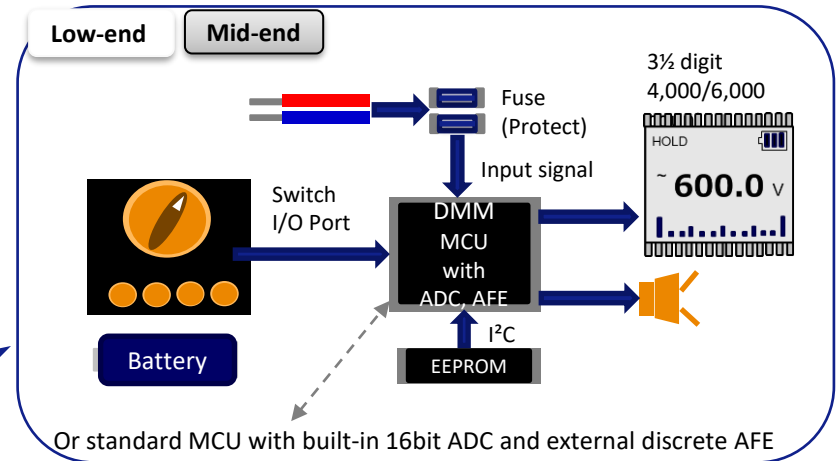 Low-end
Mid-end
3½ digit
4,000/6,000
Fuse
(Protect)
HOLD
Input signal
~ 600.0 V
Switch
I/O Port
DMM
MCU
with
ADC, AFE
I²C
Battery
EEPROM
Or standard MCU with built-in 16bit ADC and external discrete AFE